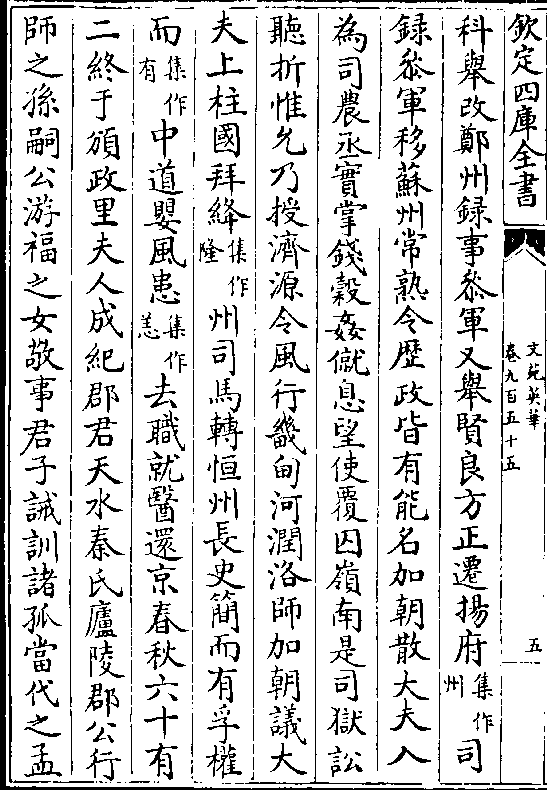 欽定四庫全書
文苑英華
卷九百五十五
五
科舉改鄭州録事叅軍又舉賢良方正遷揚府集作州司
録叅軍移蘇州常熟令歴政皆有能名加朝散大夫入
為司農丞實掌錢穀姦僦息望使覆囚嶺南是司獄訟
聽折惟允乃授濟源令風行畿甸河潤洛師加朝議大
夫上柱國拜絳集作隆州司馬轉恒州長史簡而有孚權
而集作有中道嬰風患集作恙去職就醫還京春秋六十有
二終于頒政里夫人成紀郡君天水秦氏廬陵郡公行
師之孫嗣公游福之女敬事君子誡訓諸孤當代之孟